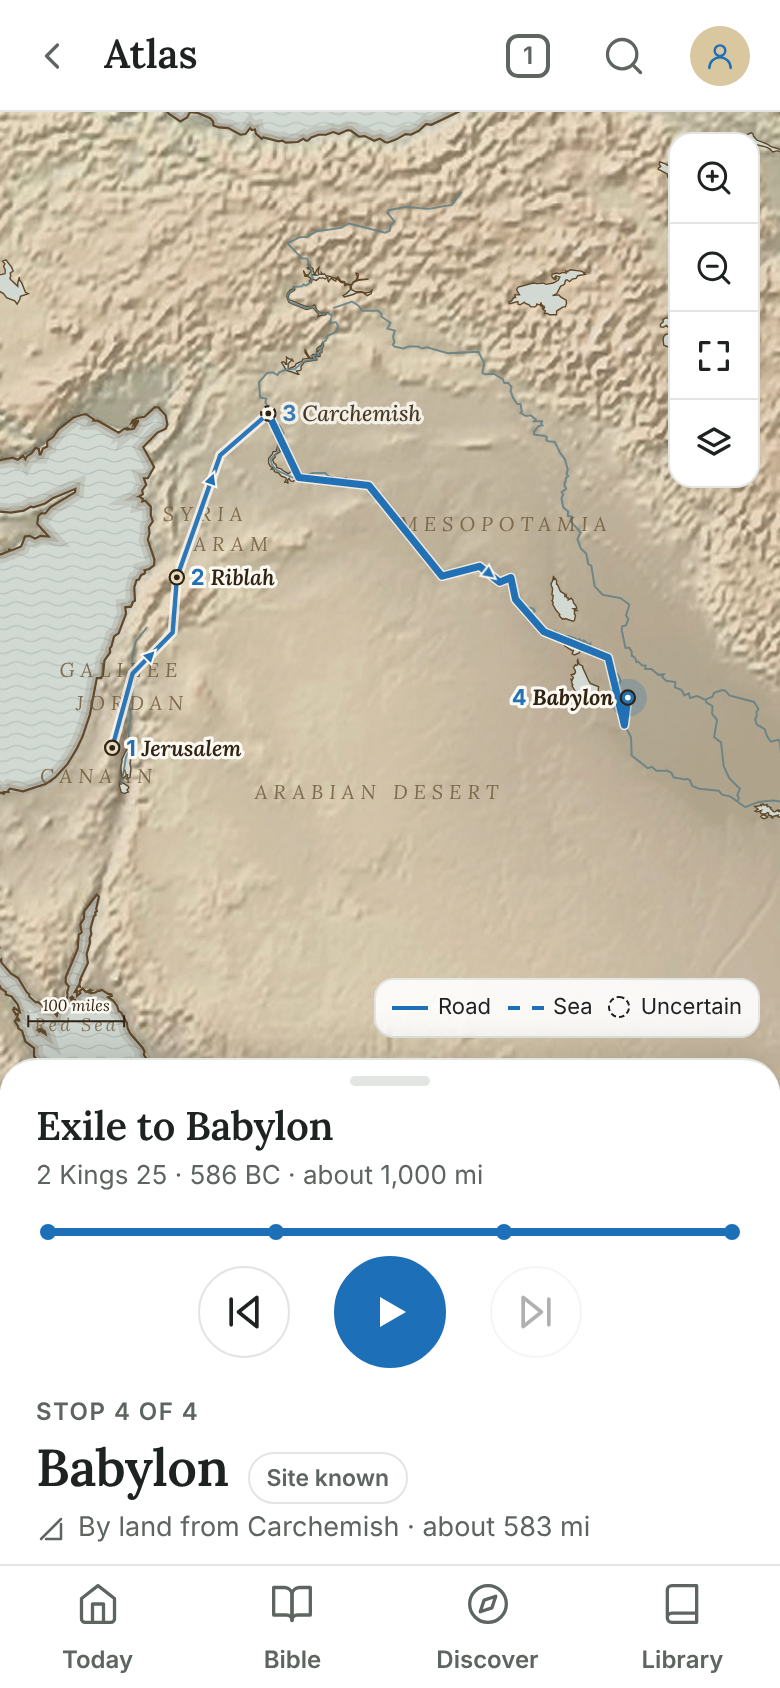 Atlas
1
3 Carchemish
SYRIA
MESOPOTAMIA
ARAM
2 Riblah
GALILEE
4 Babylon
JORDAN
1 Jerusalem
CANAAN
ARABIAN DESERT
100 miles
Red Sea
Road Sea Uncertain
Exile to Babylon
2 Kings 25 · 586 BC · about 1,000 mi
STOP 4 OF 4
Babylon Site known
By land from Carchemish · about 583 mi
Today Bible Discover Library